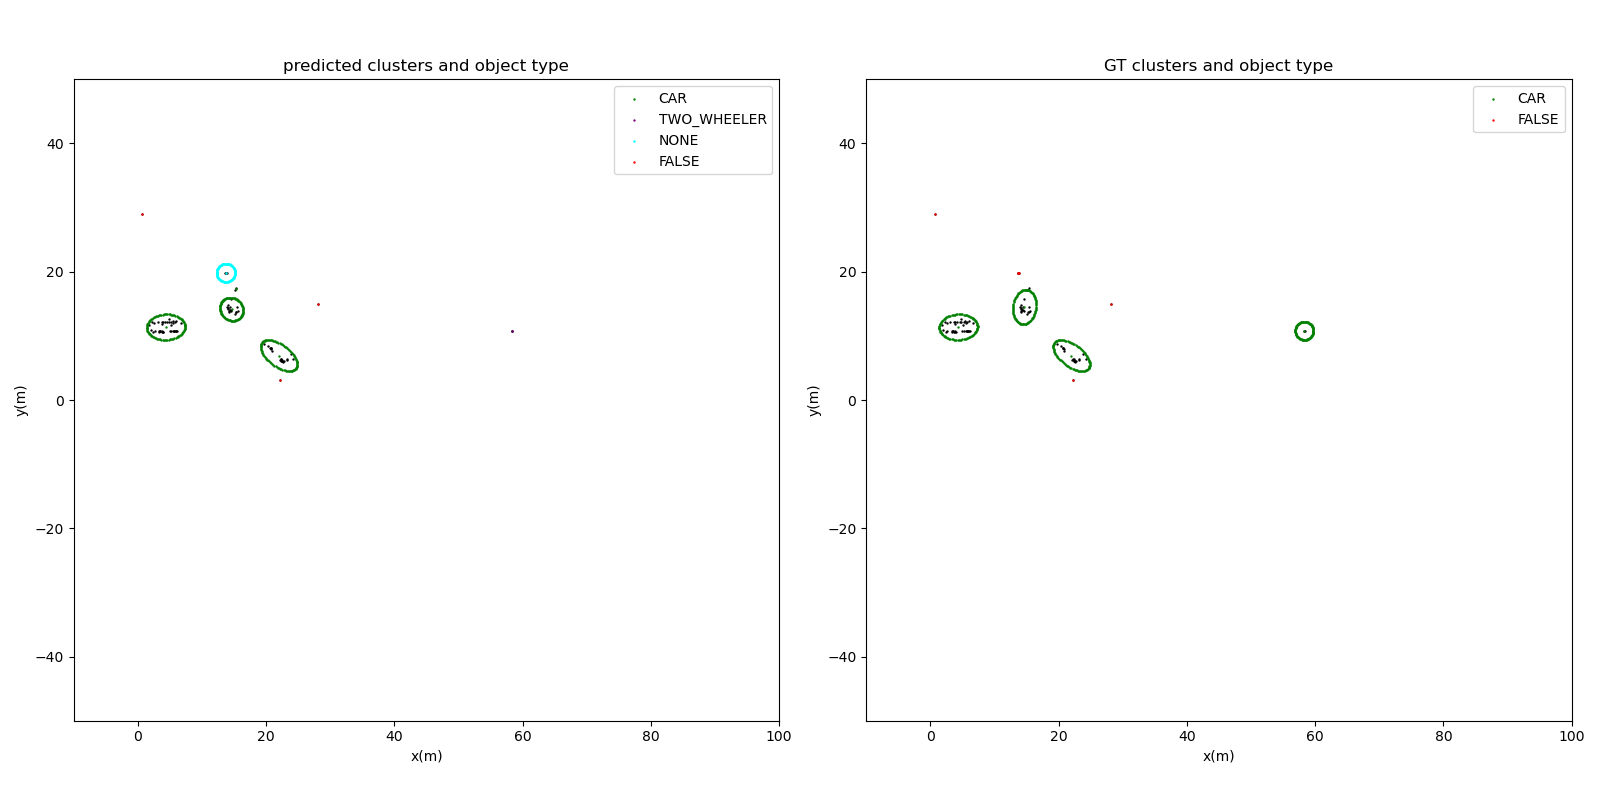 predicted clusters and object type
CAR
TWO_WHEELER
NONE
FALSE
40
20
0
−20
−40
y(m)
0
20
40
60
80
100
x(m)
GT clusters and object type
CAR
FALSE
40
20
0
−20
−40
y(m)
0
20
40
60
80
100
x(m)